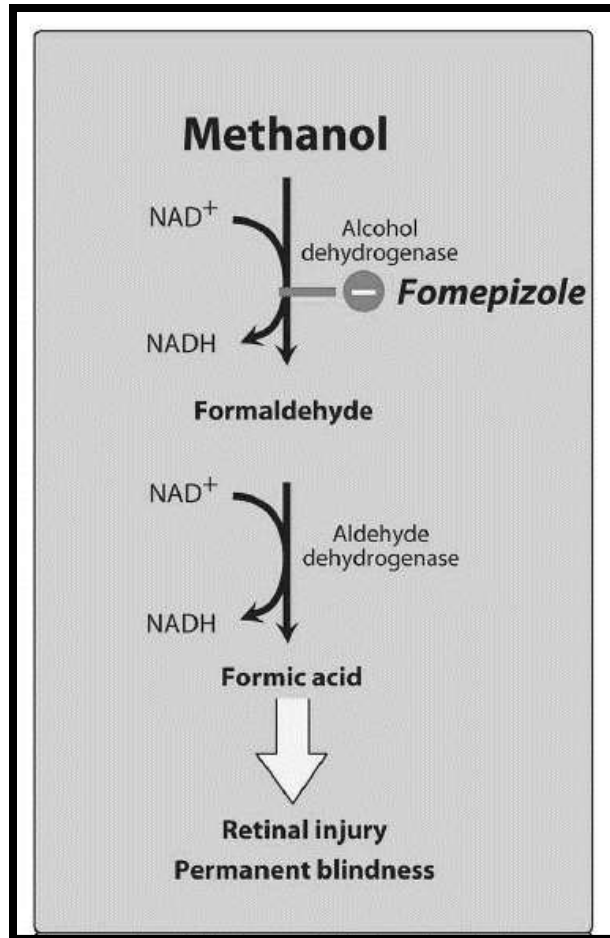 Methanol
NAD+
Alcohol
dehydrogenase
Fomepizole
NADH
Formaldehyde
NAD+
Aldehyde
dehydrogenase
NADH
Formic acid
Retinal injury
Permanent blindness